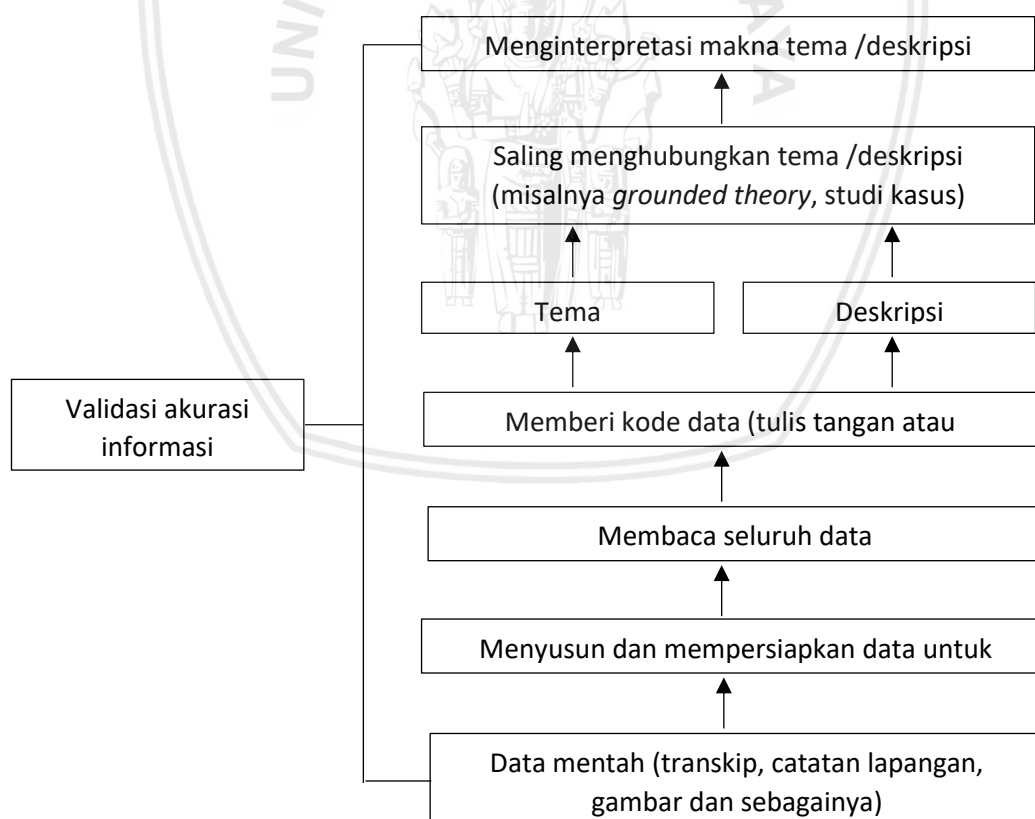 UNI
AYA
Menginterpretasi makna tema /deskripsi
Saling menghubungkan tema /deskripsi
(misalnya grounded theory, studi kasus)
Tema
Deskripsi
Validasi akurasi
informasi
Memberi kode data (tulis tangan atau
Membaca seluruh data
Menyusun dan mempersiapkan data untuk
Data mentah (transkip, catatan lapangan,
gambar dan sebagainya)